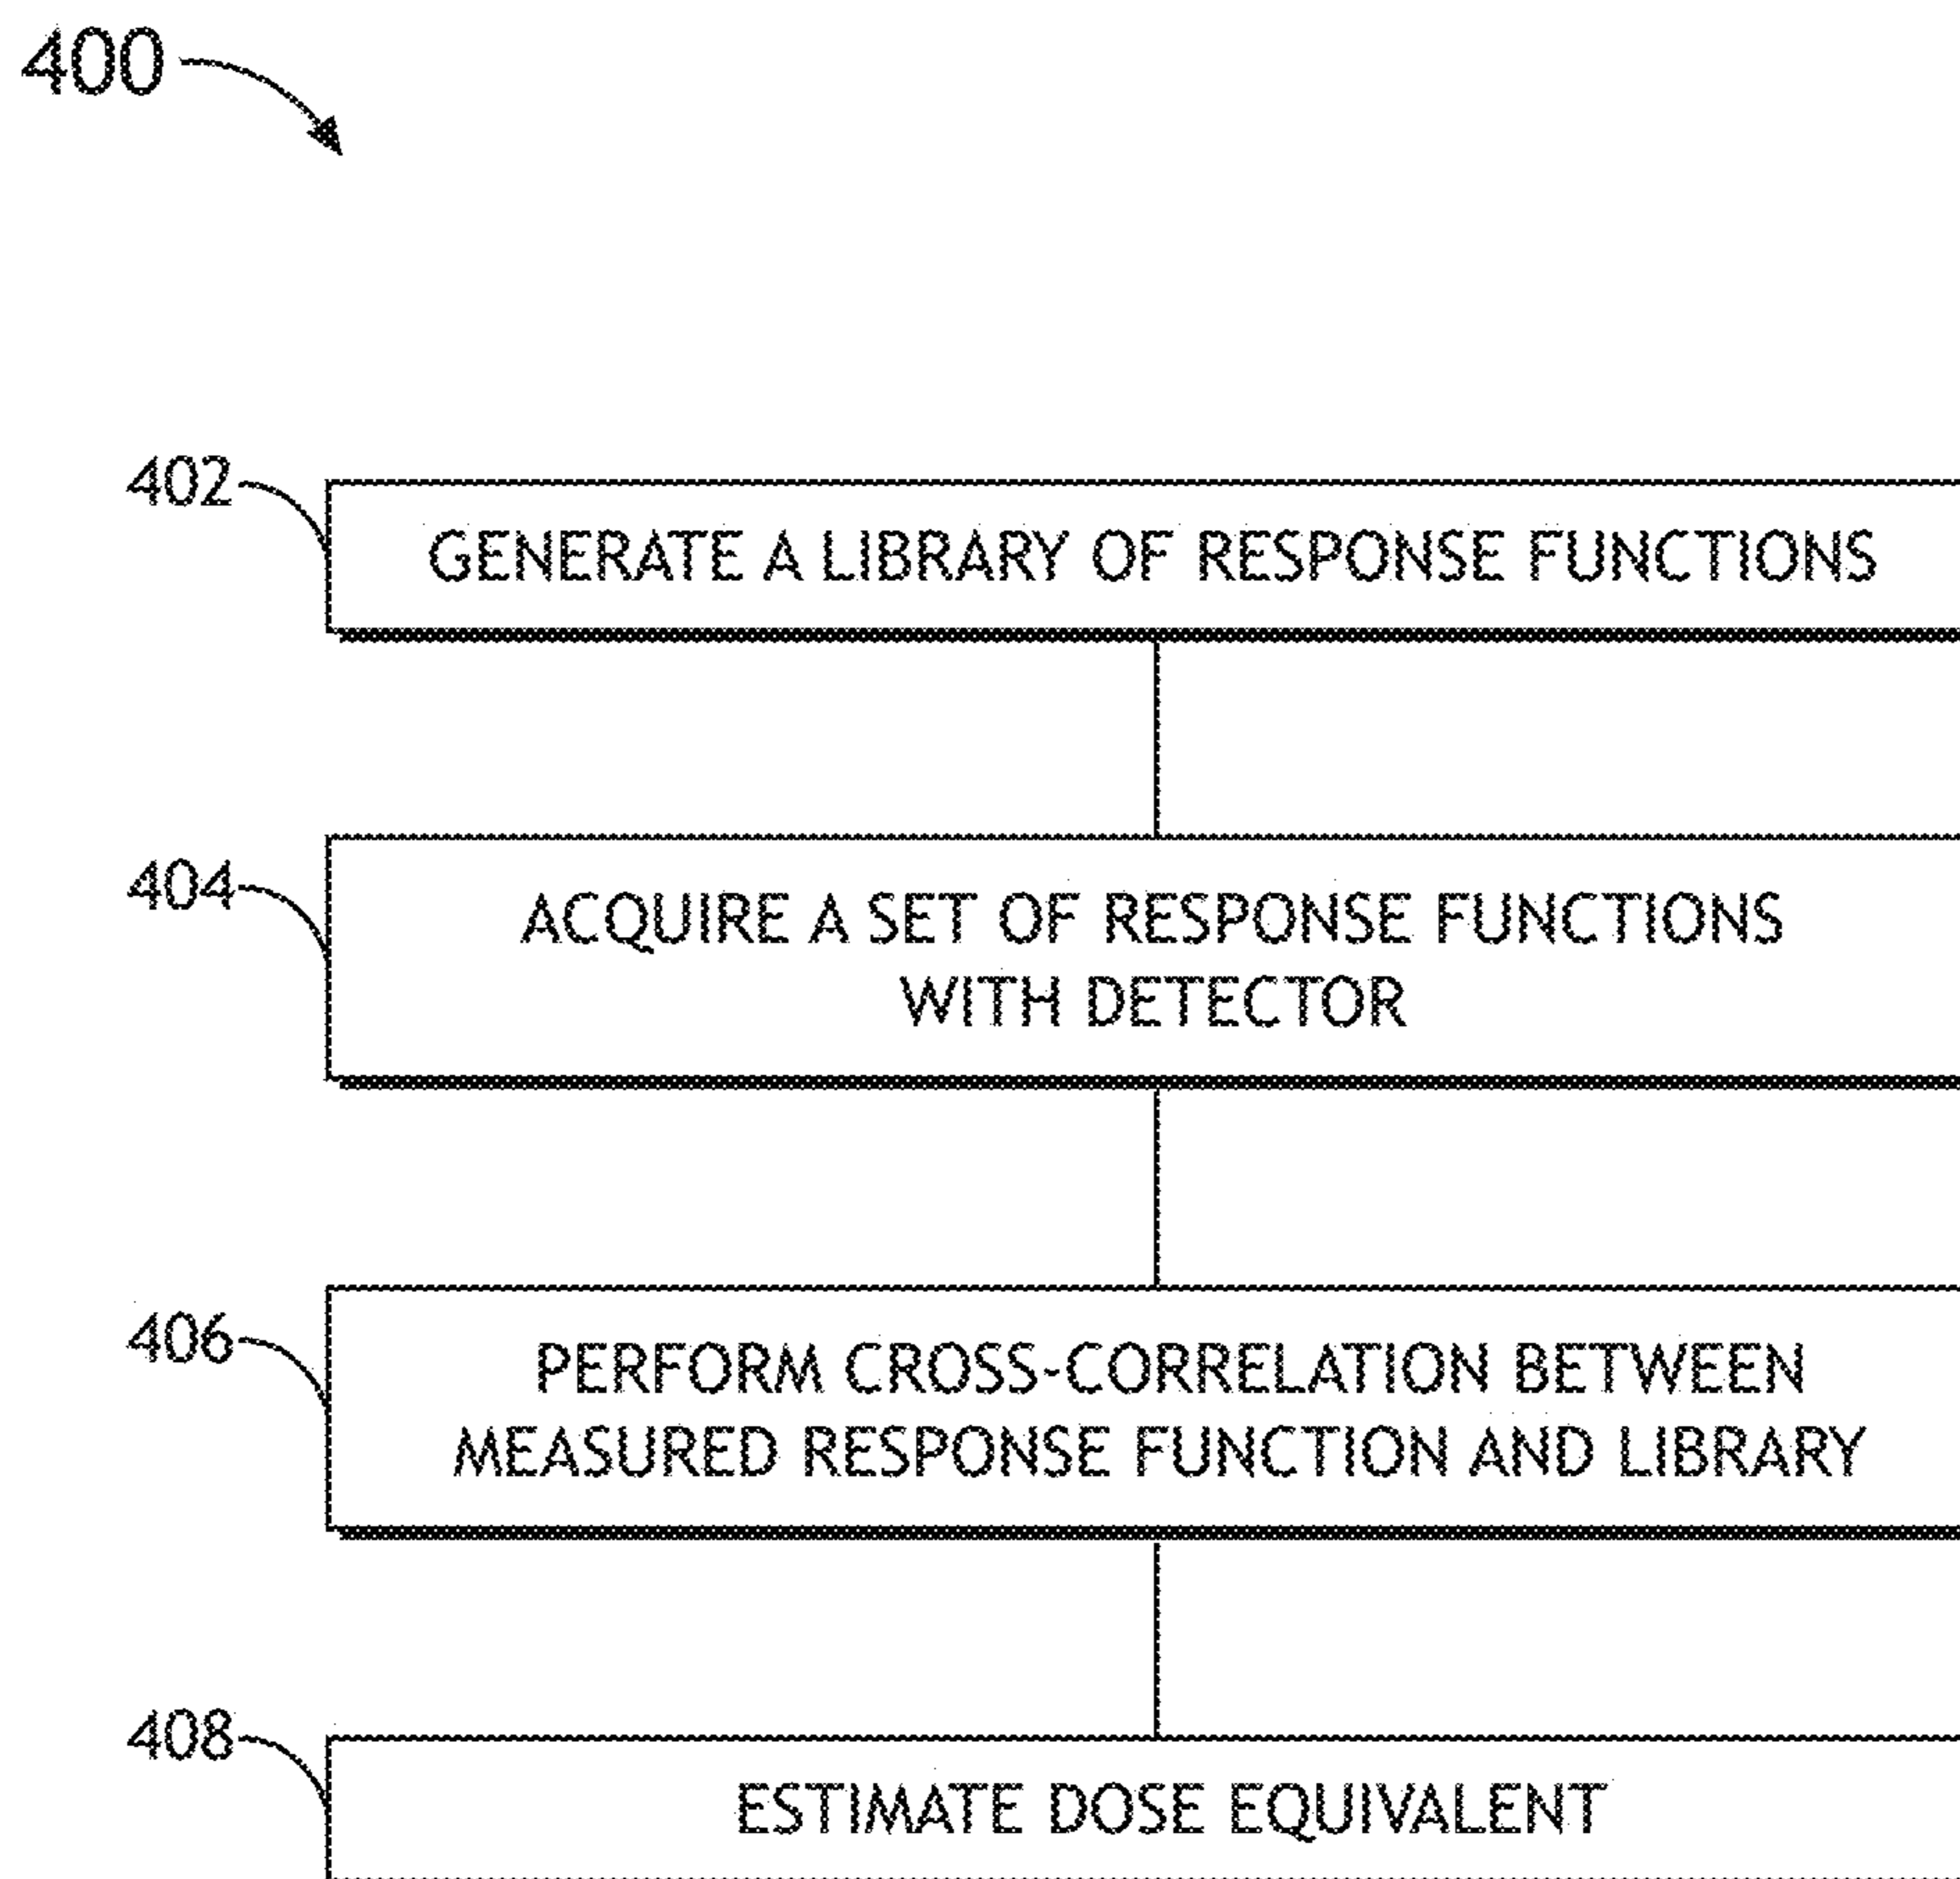 400
402
GENERATE A LIBRARY OF RESPONSE FUNCTIONS
404
ACQUIRE A SET OF RESPONSE FUNCTIONS
WITH DETECTOR
406
PERFORM CROSS-CORRELATION BETWEEN
MEASURED RESPONSE FUNCTION AND LIBRARY
408
ESTIMATE DOSE EQUIVALENT